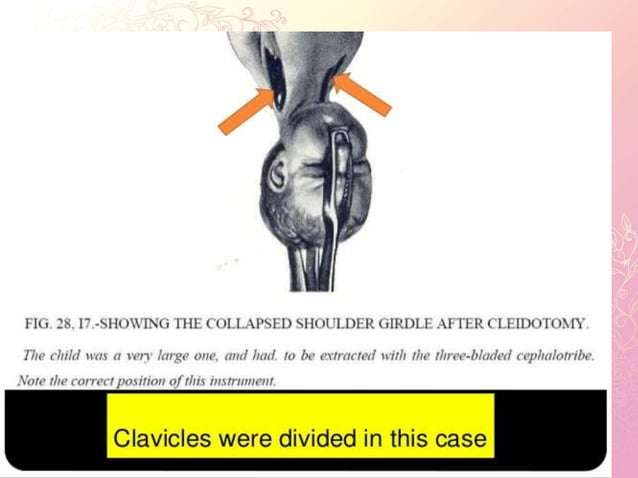 FIG. 28, I7.-SHOWING THE COLLAPSED SHOULDER GIRDLE AFTER CLEIDOTOMY.
The child was a very large one, and had. to be extracted with the three-bladed cephalotribe.
Note the correct position of this instrument.
Clavicles were divided in this case